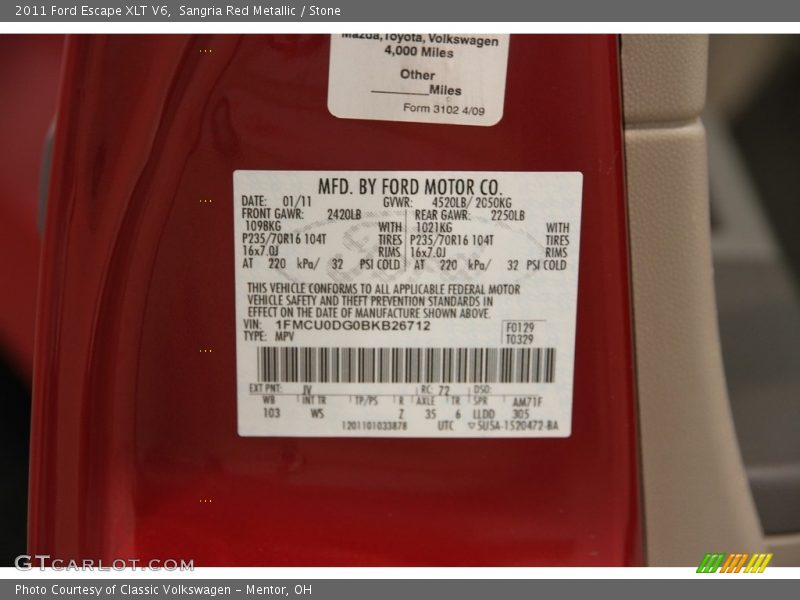 2011 Ford Escape XLT V6, Sangria Red Metallic / Stone
Mazda, Toyota, Volkswagen
4,000 Miles
Other
______Miles
Form 3102 4/09
MFD. BY FORD MOTOR CO.
DATE: 01/11 GVWR: 4520LB/ 2050KG
FRONT GAWR: 2420LB REAR GAWR: 2250LB
1098KG WITH 1021KG WITH
P235/70R16 104T TIRES P235/70R16 104T TIRES
16x7.0J RIMS 16x7.0J RIMS
AT 220 kPa/ 32 PSI COLD AT 220 kPa/ 32 PSI COLD
THIS VEHICLE CONFORMS TO ALL APPLICABLE FEDERAL MOTOR
VEHICLE SAFETY AND THEFT PREVENTION STANDARDS IN
EFFECT ON THE DATE OF MANUFACTURE SHOWN ABOVE.
VIN: 1FMCU0DG0BKB26712 F0129
TYPE: MPV T0329
EXT PNT: JV RC: 72 DSO:
WB INT TR TP/PS R AXLE TR SPR AM71F
103 WS Z 35 6 LLDD 305
1201101033878 UTC ▽5U5A-1520472-BA
GTCARLOT.COM
Photo Courtesy of Classic Volkswagen - Mentor, OH